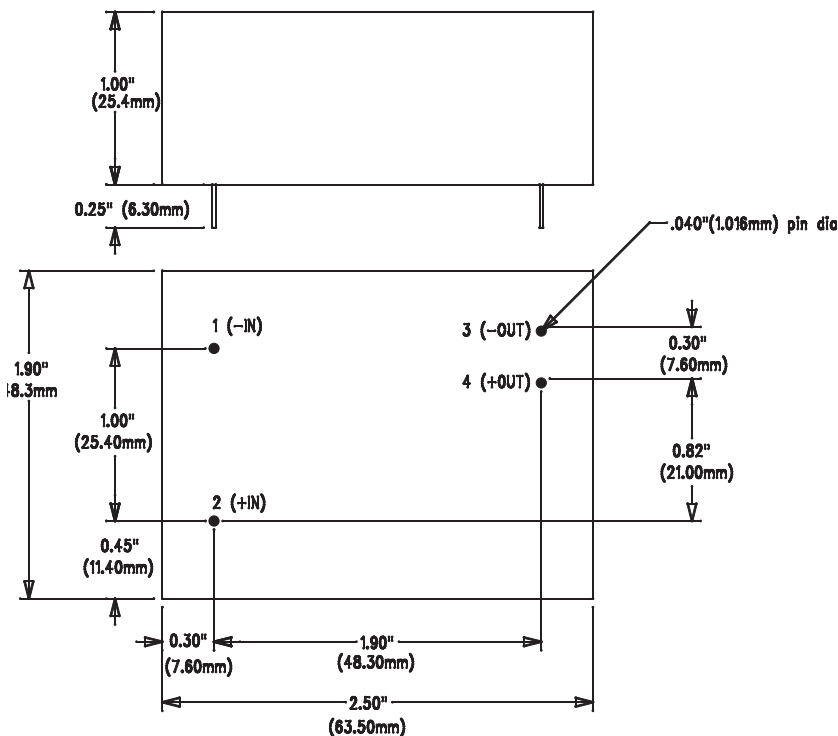 1.00"
(25.4mm)
0.25" (6.30mm)
.040"(1.016mm) pin dia
1 (-IN)
3 (-OUT)
0.30"
(7.60mm)
1.90"
8.3mm
4 (+OUT)
1.00"
(25.40mm)
0.82"
(21.00mm)
2 (+IN)
0.45"
(11.40mm)
0.30"
(7.60mm)
1.90"
(48.30mm)
2.50"
(63.50mm)